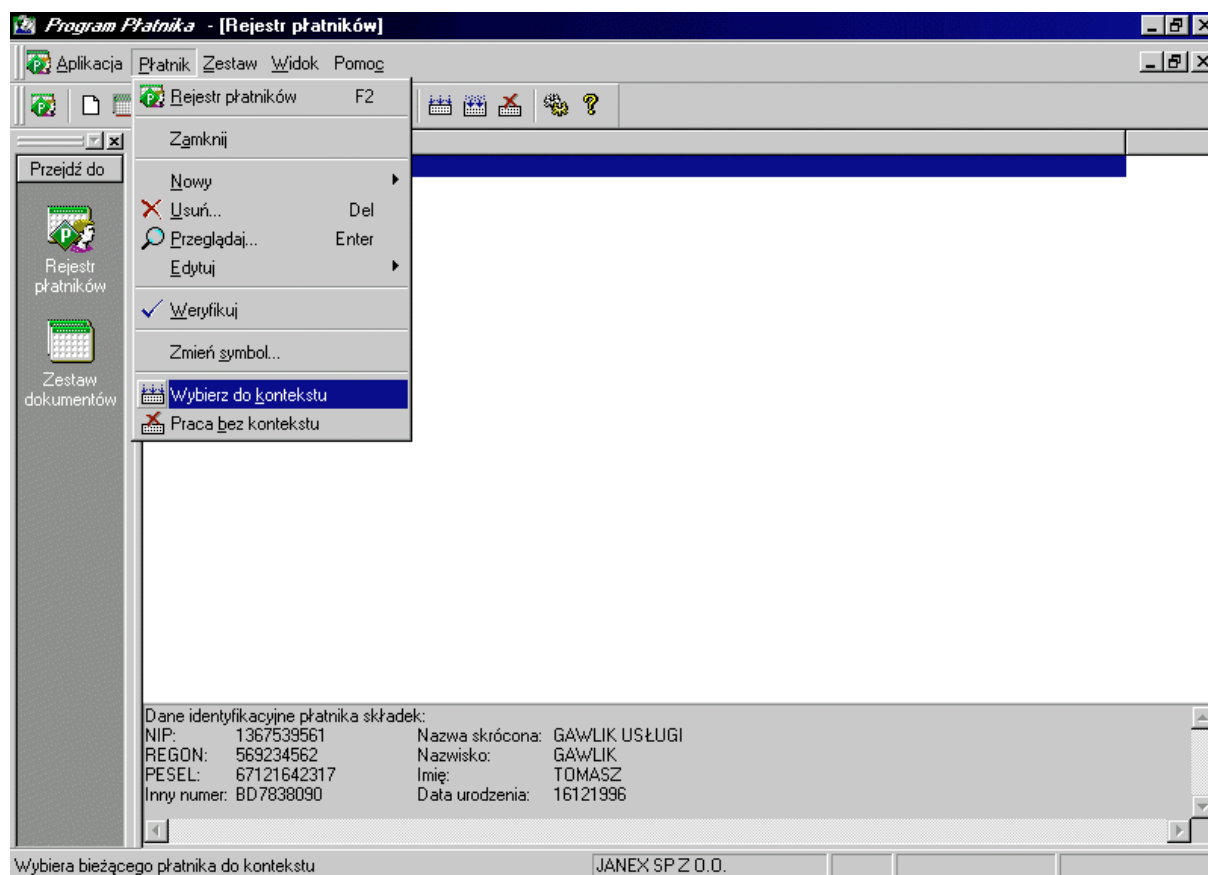 Program Płatnika - [Rejestr płatników]
Aplikacja Płatnik Zestaw Widok Pomoc
Rejestr płatników F2
Zamknij
Przejdź do
Nowy
Usuń... Del
Przeglądaj... Enter
Rejestr płatników
Edytuj
Weryfikuj
Zmień symbol...
Zestaw dokumentów
Wybierz do kontekstu
Praca bez kontekstu
Dane identyfikacyjne płatnika składek:
NIP: 1367539561 Nazwa skrócona: GAWLIK USŁUGI
REGON: 569234562 Nazwisko: GAWLIK
PESEL: 67121642317 Imię: TOMASZ
Inny numer: BD7838090 Data urodzenia: 16121996
Wybiera bieżącego płatnika do kontekstu JANEX SP Z O.O.